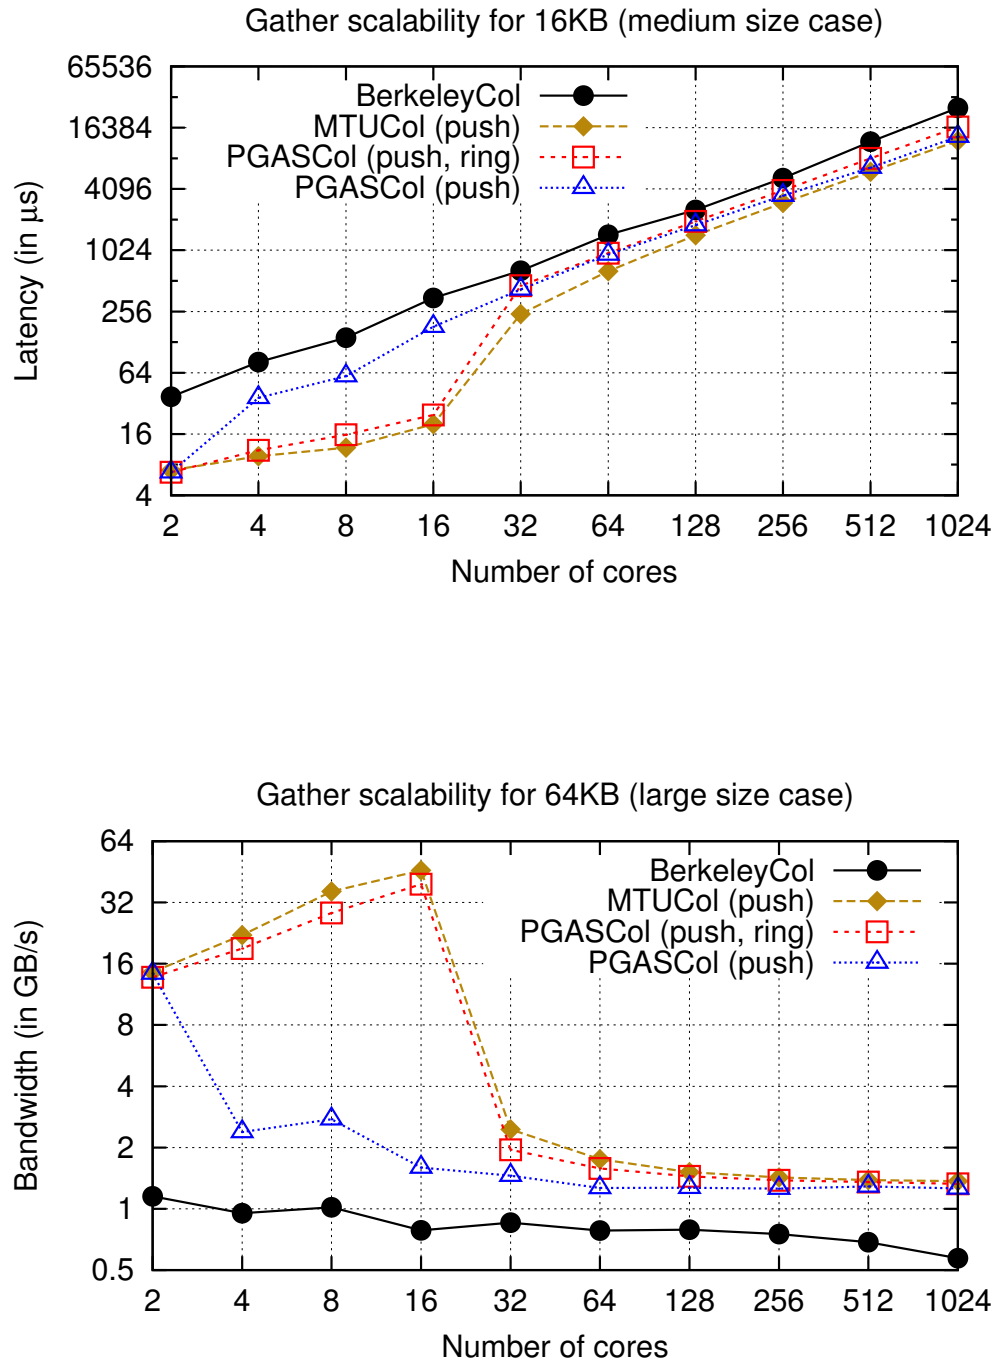 Gather scalability for 16KB (medium size case)
65536
16384
4096
1024
256
64
16
4
Latency (in μs)
BerkeleyCol
MTUCol (push)
PGASCol (push, ring)
PGASCol (push)
2 4 8 16 32 64 128 256 512 1024
Number of cores
Gather scalability for 64KB (large size case)
64
32
16
8
4
2
1
0.5
Bandwidth (in GB/s)
BerkeleyCol
MTUCol (push)
PGASCol (push, ring)
PGASCol (push)
2 4 8 16 32 64 128 256 512 1024
Number of cores